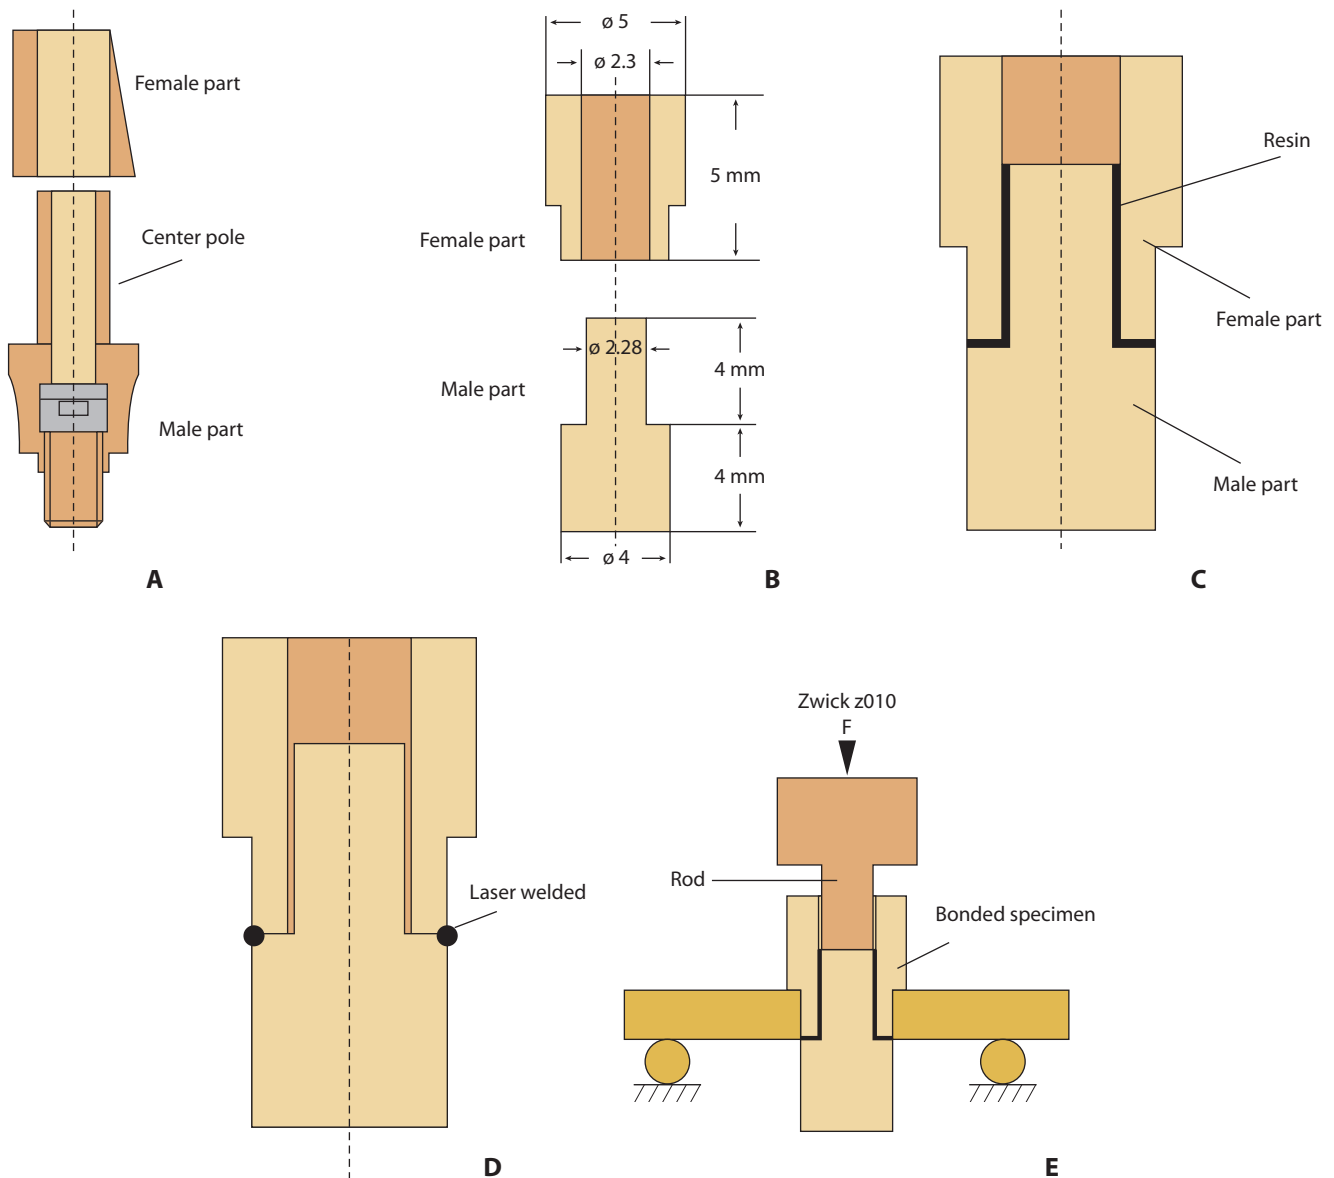 Female part
Center pole
Male part
A
ø 5
ø 2.3
5 mm
Female part
ø 2.28
4 mm
Male part
4 mm
ø 4
B
Resin
Female part
Male part
C
Laser welded
D
Zwick z010
F
Rod
Bonded specimen
E